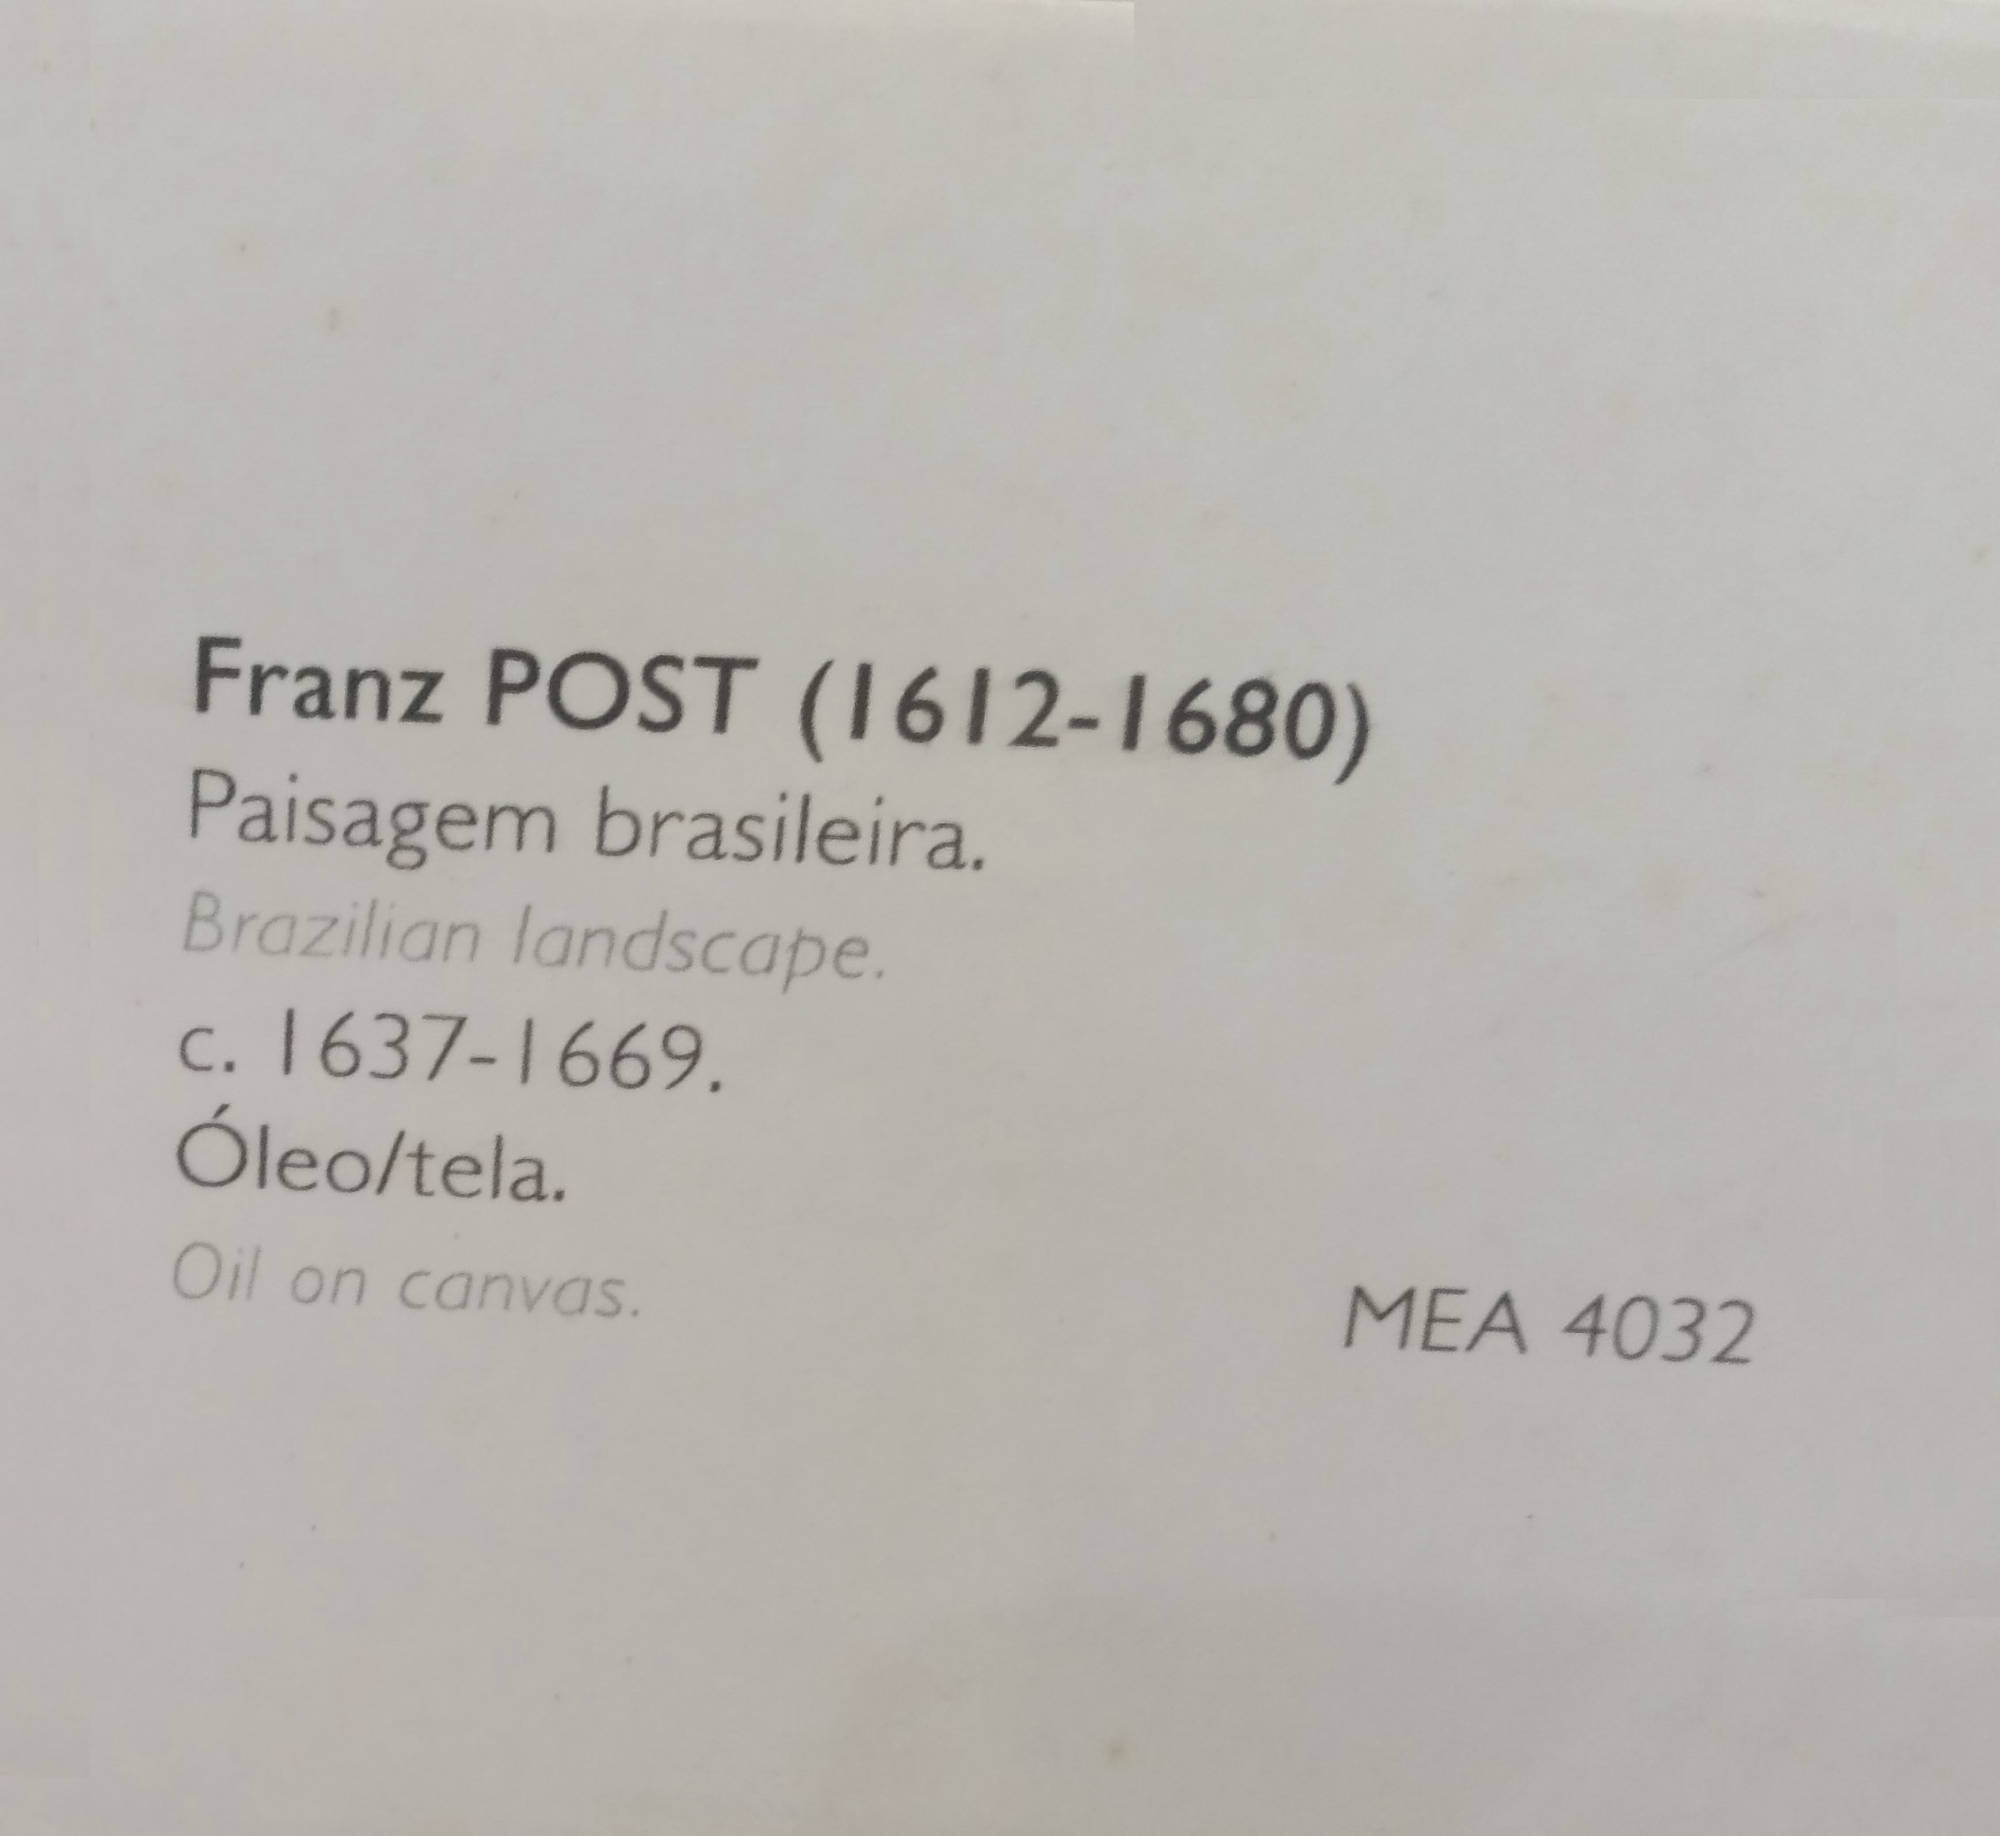 Franz POST (1612-1680)
Paisagem brasileira.
Brazilian landscape.
c. 1637-1669.
Óleo/tela.
Oil on canvas.
MEA 4032